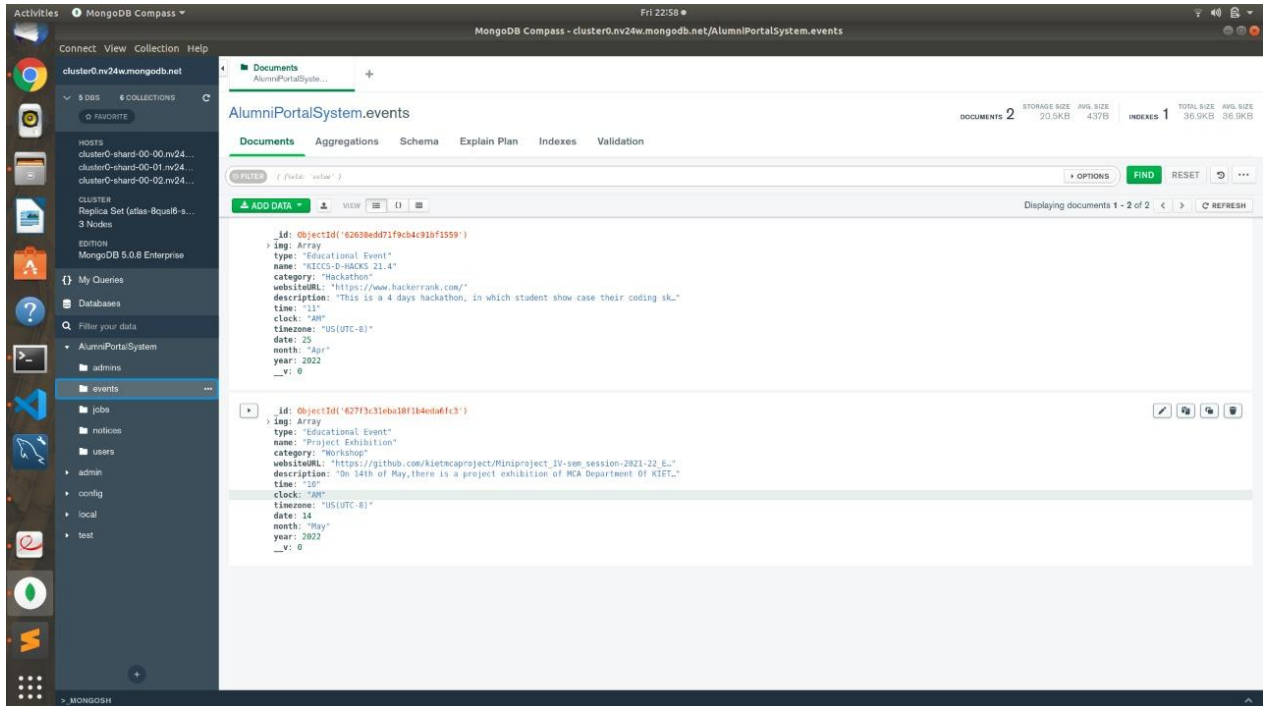 Activities MongoDB Compass Fri 22:58
MongoDB Compass - cluster0.nv24w.mongodb.net/AlumniPortalSystem.events
Connect View Collection Help
cluster0.nv24w.mongodb.net
5 DBS 6 COLLECTIONS
FAVORITE
HOSTS
cluster0-shard-00-00.nv24...
cluster0-shard-00-01.nv24...
cluster0-shard-00-02.nv24...
CLUSTER
Replica Set (atlas-8qusl6-s...
3 Nodes
EDITION
MongoDB 5.0.8 Enterprise
{} My Queries
Databases
Filter your data
AlumniPortalSystem
admins
events
jobs
notices
users
admin
config
local
test
>_MONGOSH
Documents
AlumniPortalSyste...
AlumniPortalSystem.events
DOCUMENTS 2 STORAGE SIZE 20.5KB AVG. SIZE 437B INDEXES 1 TOTAL SIZE 36.9KB AVG. SIZE 36.9KB
Documents Aggregations Schema Explain Plan Indexes Validation
FILTER { field: 'value' } OPTIONS FIND RESET ...
ADD DATA VIEW {} Displaying documents 1 - 2 of 2 < > REFRESH
_id: ObjectId('62630edd71f9cb4c91bf1559')
img: Array
type: "Educational Event"
name: "KICCS-D-HACKS 21.4"
category: "Hackathon"
websiteURL: "https://www.hackerrank.com/"
description: "This is a 4 days hackathon, in which student show case their coding sk…"
time: "11"
clock: "AM"
timezone: "US(UTC-8)"
date: 25
month: "Apr"
year: 2022
__v: 0
_id: ObjectId('627f3c31eba18f1b4eda6fc3')
img: Array
type: "Educational Event"
name: "Project Exhibition"
category: "Workshop"
websiteURL: "https://github.com/kietmcaproject/Miniproject_IV-sem_session-2021-22_E…"
description: "On 14th of May,there is a project exhibition of MCA Department Of KIET…"
time: "10"
clock: "AM"
timezone: "US(UTC-8)"
date: 14
month: "May"
year: 2022
__v: 0